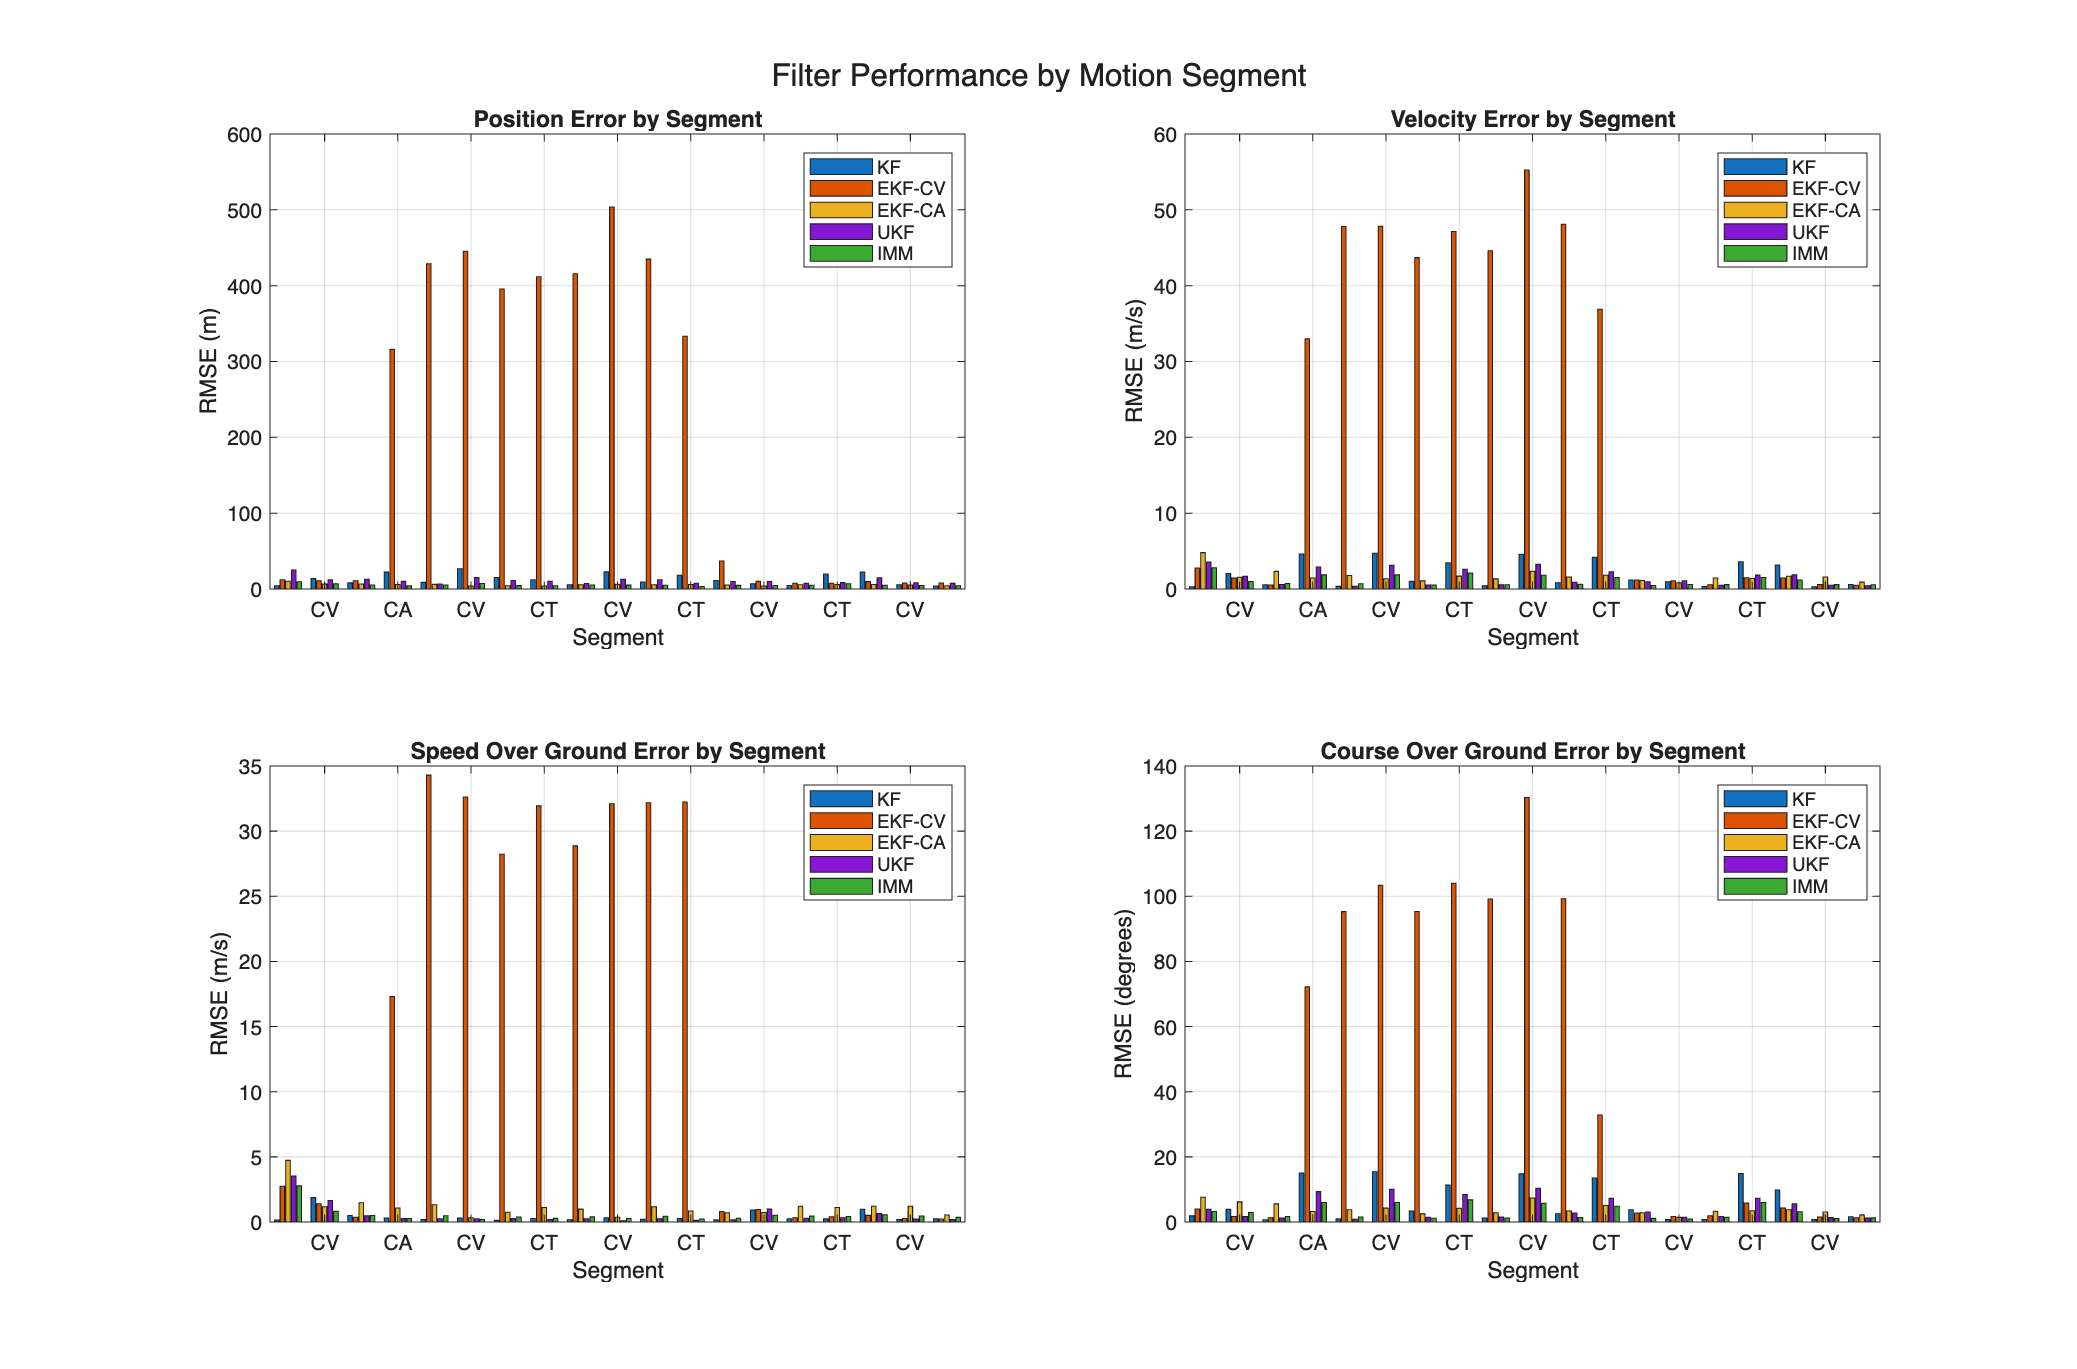 Filter Performance by Motion Segment
Position Error by Segment
600
500
400
300
200
100
0
RMSE (m)
KF
EKF-CV
EKF-CA
UKF
IMM
CV CA CV CT CV CT CV CT CV
Segment
Velocity Error by Segment
60
50
40
30
20
10
0
RMSE (m/s)
KF
EKF-CV
EKF-CA
UKF
IMM
CV CA CV CT CV CT CV CT CV
Segment
Speed Over Ground Error by Segment
35
30
25
20
15
10
5
0
RMSE (m/s)
KF
EKF-CV
EKF-CA
UKF
IMM
CV CA CV CT CV CT CV CT CV
Segment
Course Over Ground Error by Segment
140
120
100
80
60
40
20
0
RMSE (degrees)
KF
EKF-CV
EKF-CA
UKF
IMM
CV CA CV CT CV CT CV CT CV
Segment